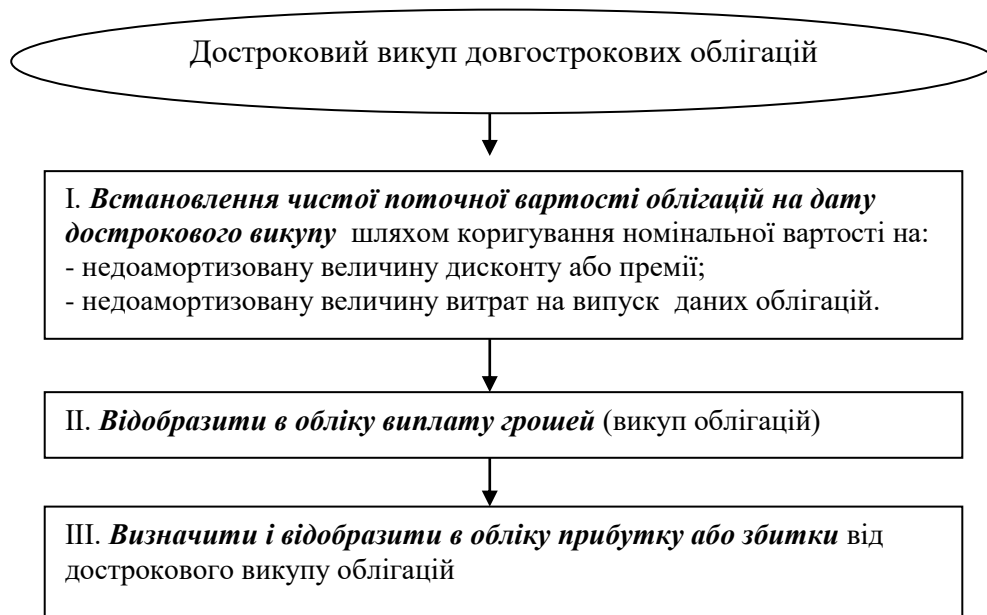 Достроковий викуп довгострокових облігацій
I. Встановлення чистої поточної вартості облігацій на дату
дострокового викупу шляхом коригування номінальної вартості на:
- недоамортизовану величину дисконту або премії;
- недоамортизовану величину витрат на випуск даних облігацій.
II. Відобразити в обліку виплату грошей (викуп облігацій)
III. Визначити і відобразити в обліку прибутку або збитки від
дострокового викупу облігацій